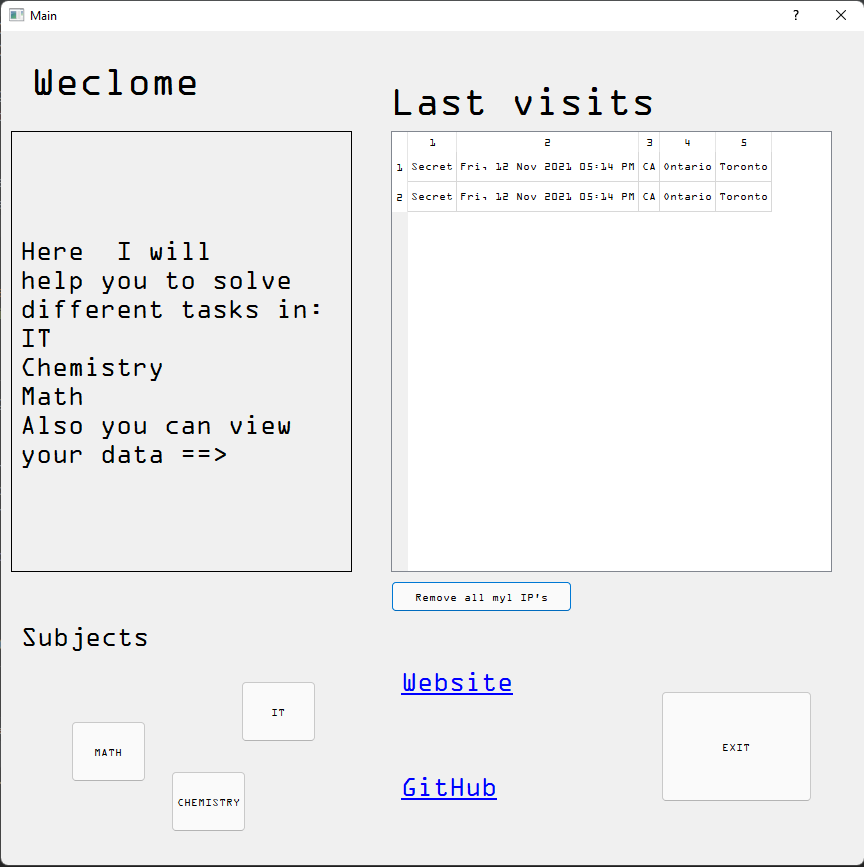 Main
?
Weclome
Last visits
Here I will
help you to solve
different tasks in:
IT
Chemistry
Math
Also you can view
your data ==>
1 2 3 4 5
1 Secret Fri, 12 Nov 2021 05:14 PM CA Ontario Toronto
2 Secret Fri, 12 Nov 2021 05:14 PM CA Ontario Toronto
Remove all myl IP's
Subjects
IT
MATH
CHEMISTRY
Website
GitHub
EXIT